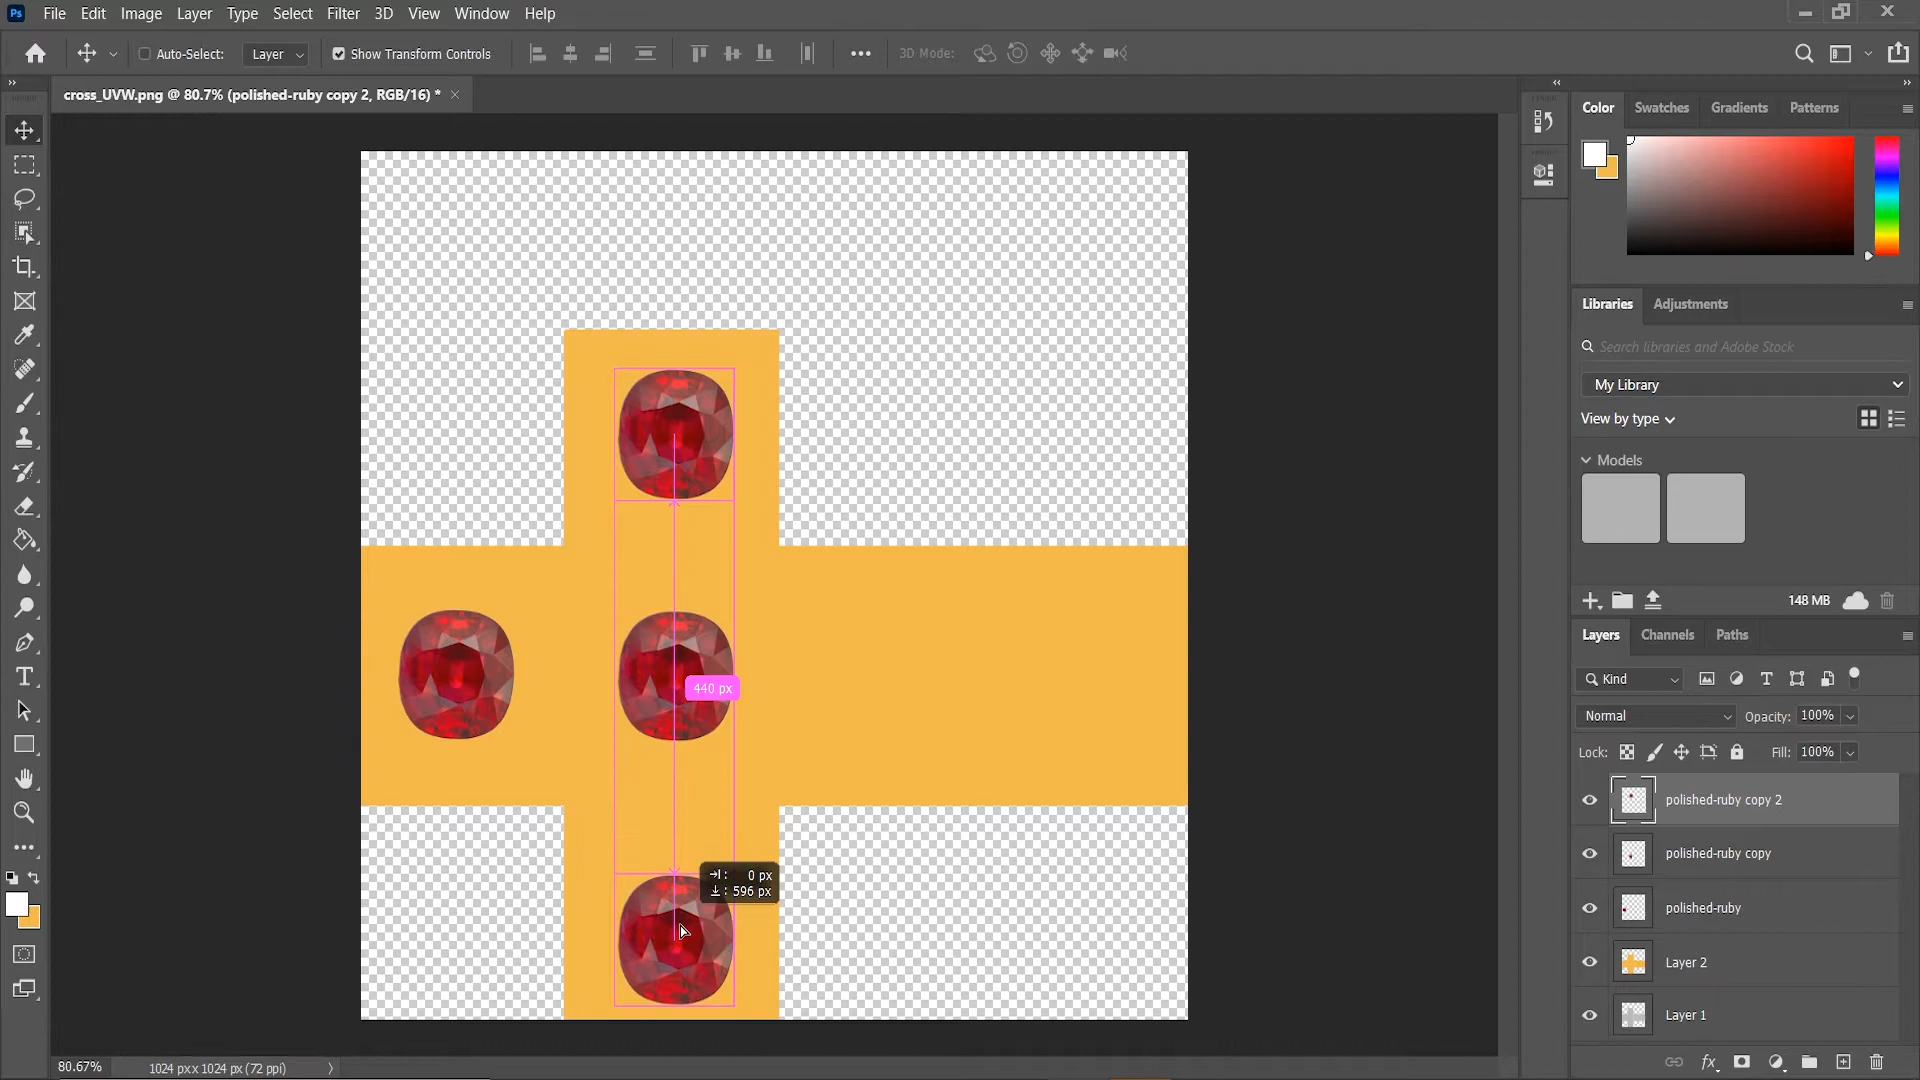 Ps File Edit Image Layer Type Select Filter 3D View Window Help
Auto-Select: Layer Show Transform Controls 3D Mode:
cross_UVW.png @ 80.7% (polished-ruby copy 2, RGB/16) *
Color Swatches Gradients Patterns
Libraries Adjustments
Search libraries and Adobe Stock
My Library
View by type
Models
148 MB
Layers Channels Paths
Kind
Normal Opacity: 100%
Lock: Fill: 100%
polished-ruby copy 2
polished-ruby copy
polished-ruby
Layer 2
Layer 1
440 px
0 px
596 px
80.67% 1024 px x 1024 px (72 ppi)